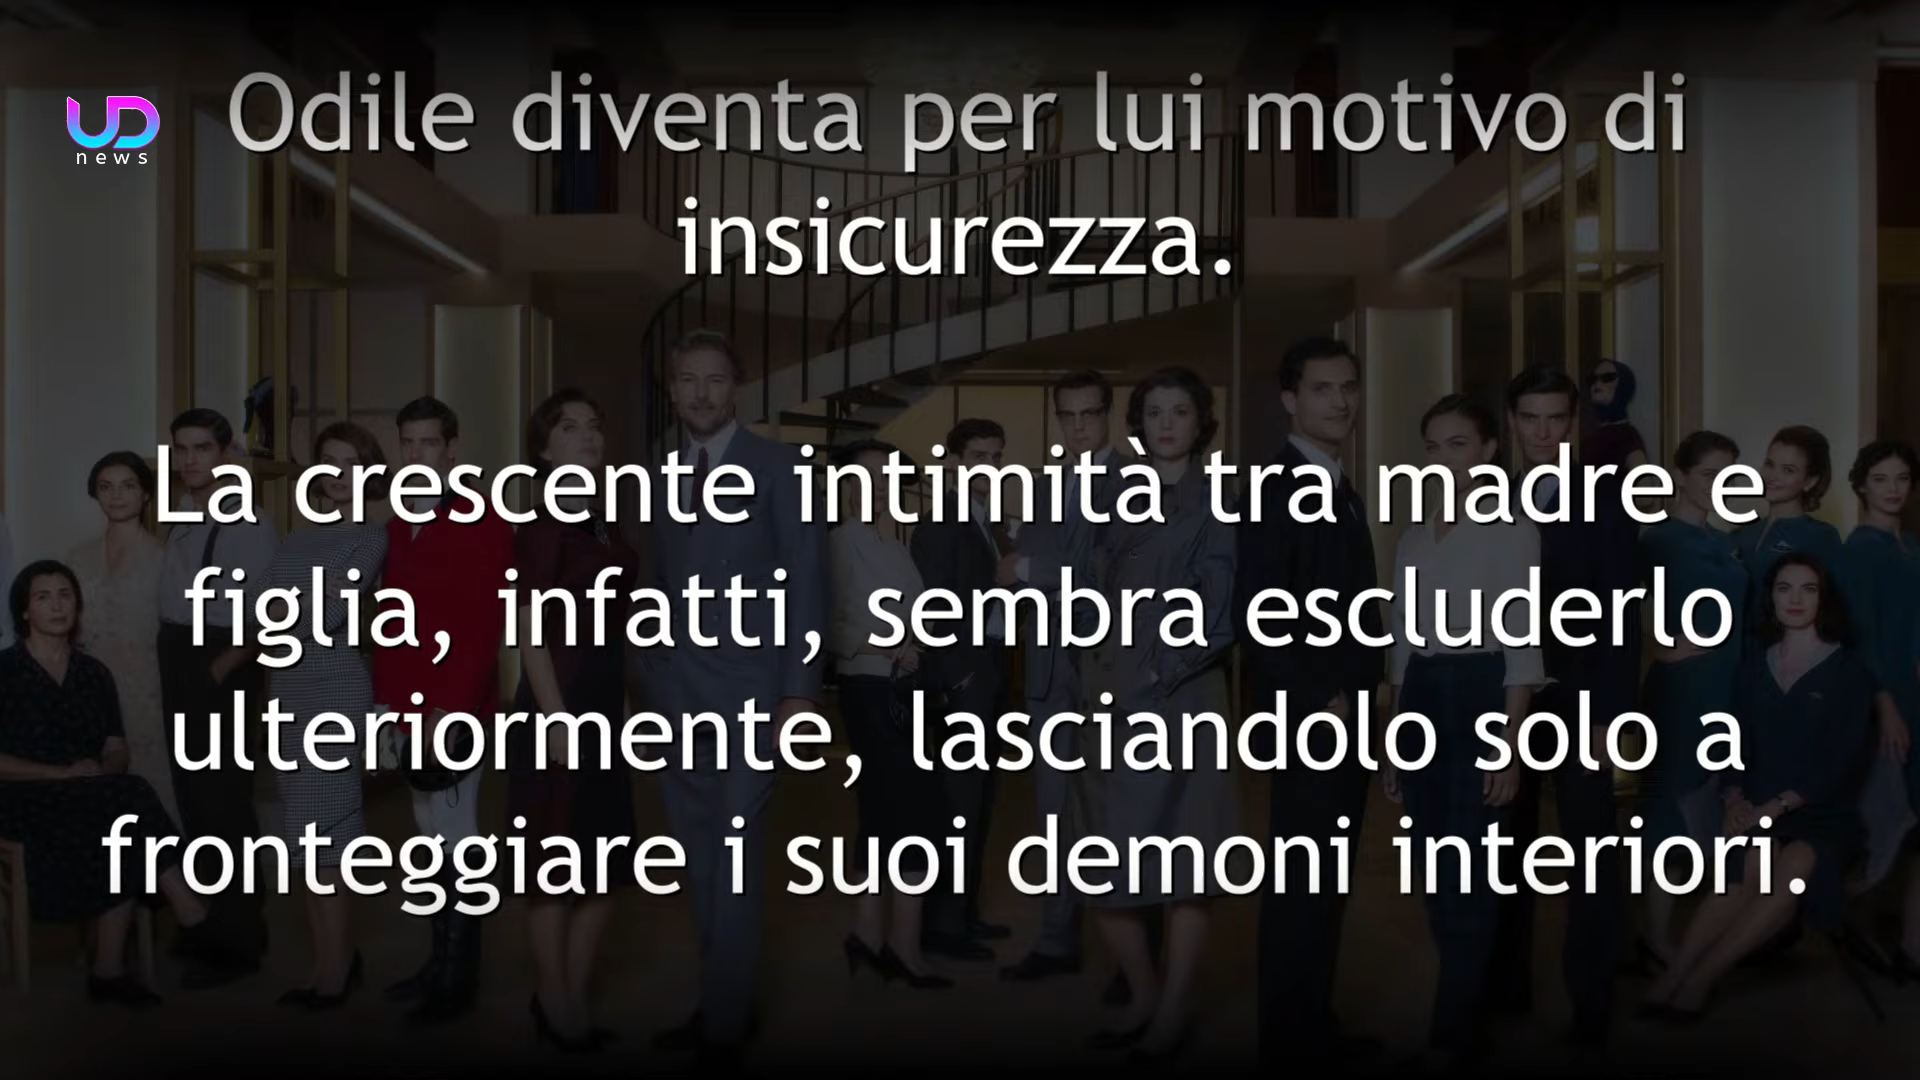 UD
news
Odile diventa per lui motivo di
insicurezza.
La crescente intimità tra madre e
figlia, infatti, sembra escluderlo
ulteriormente, lasciandolo solo a
fronteggiare i suoi demoni interiori.